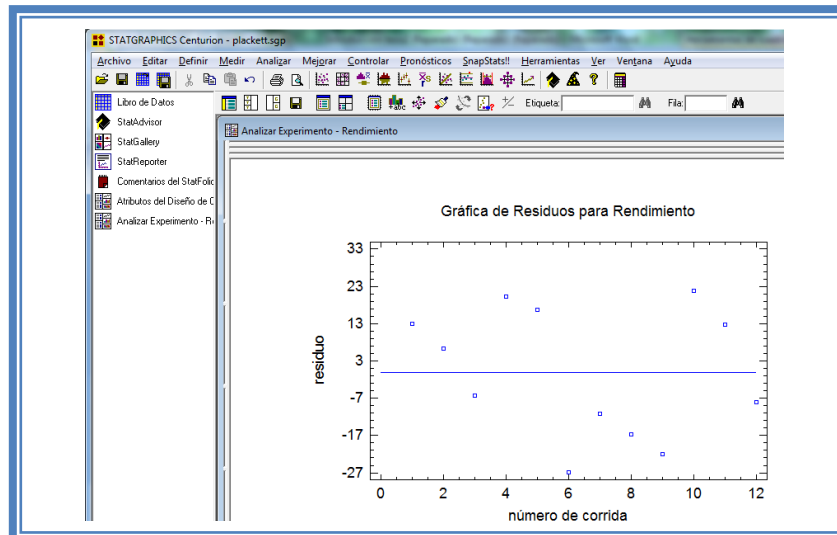 STATGRAPHICS Centurion - plackett.sgp
Archivo Editar Definir Medir Analizar Mejorar Controlar Pronósticos SnapStats!! Herramientas Ver Ventana Ayuda
Etiqueta: Fila:
Libro de Datos
StatAdvisor
StatGallery
StatReporter
Comentarios del StatFolio
Atributos del Diseño de C
Analizar Experimento - Re
Analizar Experimento - Rendimiento
Gráfica de Residuos para Rendimiento
33
23
13
3
-7
-17
-27
residuo
0 2 4 6 8 10 12
número de corrida